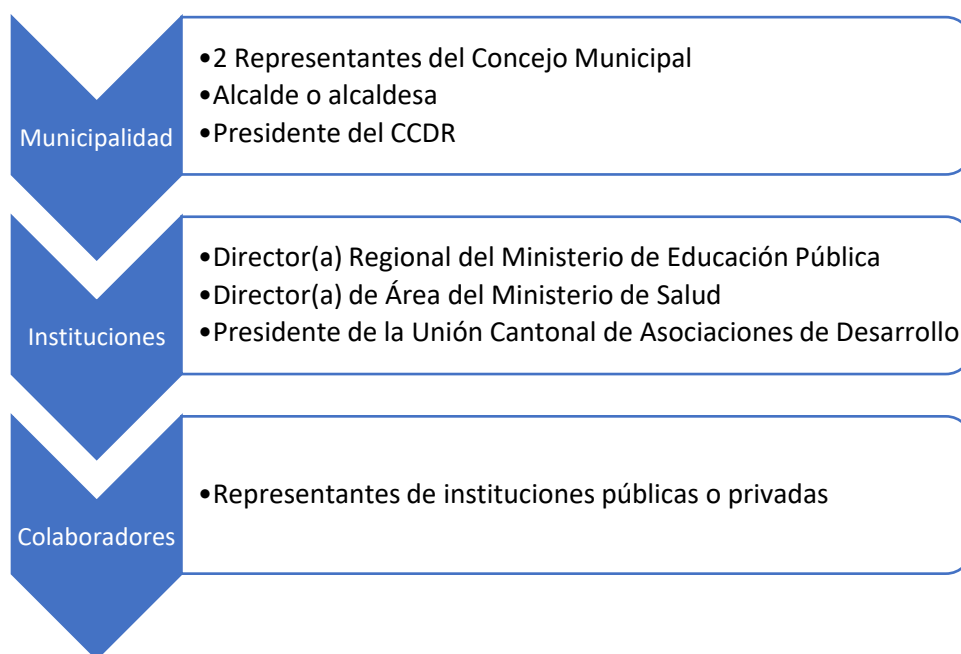 Municipalidad
•2 Representantes del Concejo Municipal
•Alcalde o alcaldesa
•Presidente del CCDR
Instituciones
•Director(a) Regional del Ministerio de Educación Pública
•Director(a) de Área del Ministerio de Salud
•Presidente de la Unión Cantonal de Asociaciones de Desarrollo
Colaboradores
•Representantes de instituciones públicas o privadas